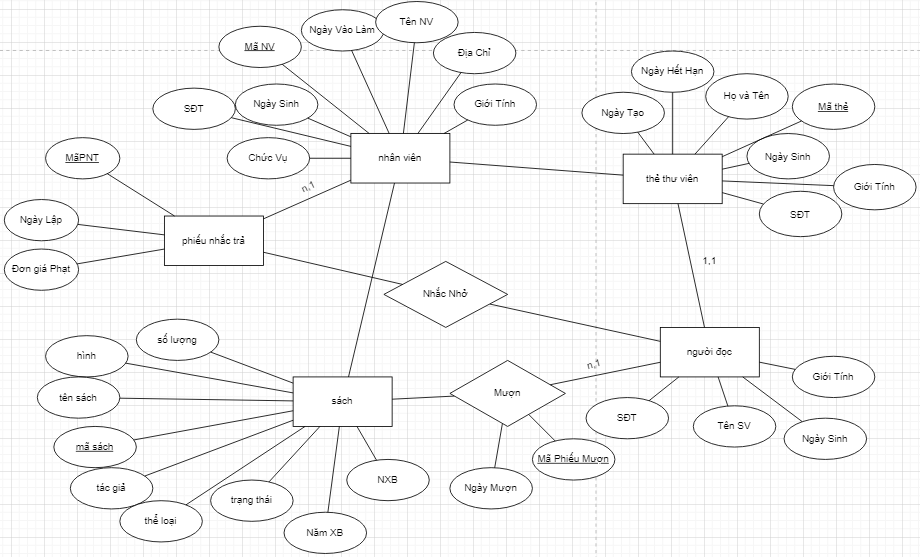 Mã NV
Ngày Vào Làm
Tên NV
Địa Chỉ
SĐT
Ngày Sinh
Giới Tính
Chức Vụ
nhân viên
Ngày Hết Hạn
Ngày Tạo
Họ và Tên
Mã thẻ
Ngày Sinh
Giới Tính
SĐT
thẻ thư viên
MãPNT
n,1
Ngày Lập
phiếu nhắc trả
Đơn giá Phạt
1,1
Nhắc Nhở
số lượng
hình
tên sách
sách
mã sách
tác giả
thể loại
trạng thái
Năm XB
NXB
Mượn
n,1
Ngày Mượn
Mã Phiếu Mượn
người đọc
Giới Tính
SĐT
Tên SV
Ngày Sinh